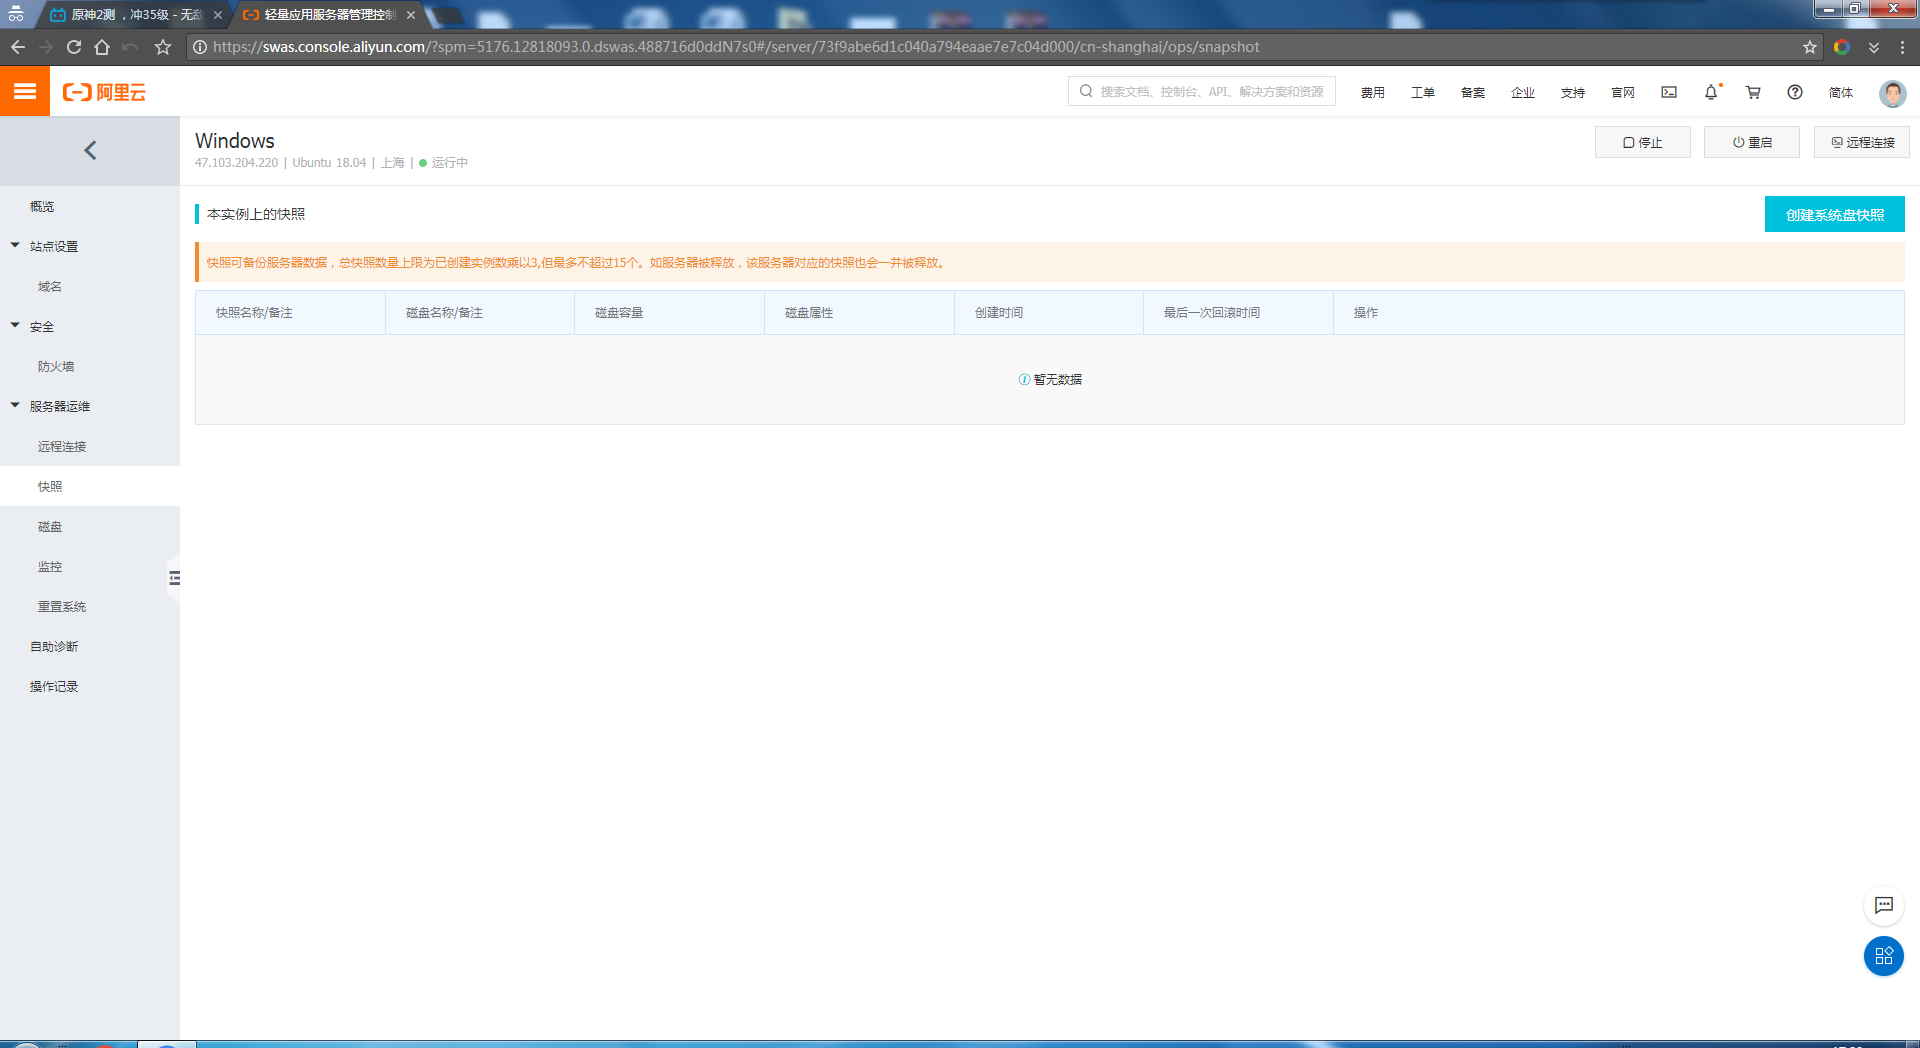 原神2测 ，冲35级 - 无敌
轻量应用服务器管理控制
https://swas.console.aliyun.com/?spm=5176.12818093.0.dswas.488716d0ddN7s0#/server/73f9abe6d1c040a794eaae7e7c04d000/cn-shanghai/ops/snapshot
阿里云
搜索文档、控制台、API、解决方案和资源
费用
工单
备案
企业
支持
官网
简体
Windows
47.103.204.220 | Ubuntu 18.04 | 上海 | 运行中
停止
重启
远程连接
概览
站点设置
域名
安全
防火墙
服务器运维
远程连接
快照
磁盘
监控
重置系统
自助诊断
操作记录
本实例上的快照
创建系统盘快照
快照可备份服务器数据，总快照数量上限为已创建实例数乘以3,但最多不超过15个。如服务器被释放，该服务器对应的快照也会一并被释放。
快照名称/备注
磁盘名称/备注
磁盘容量
磁盘属性
创建时间
最后一次回滚时间
操作
暂无数据